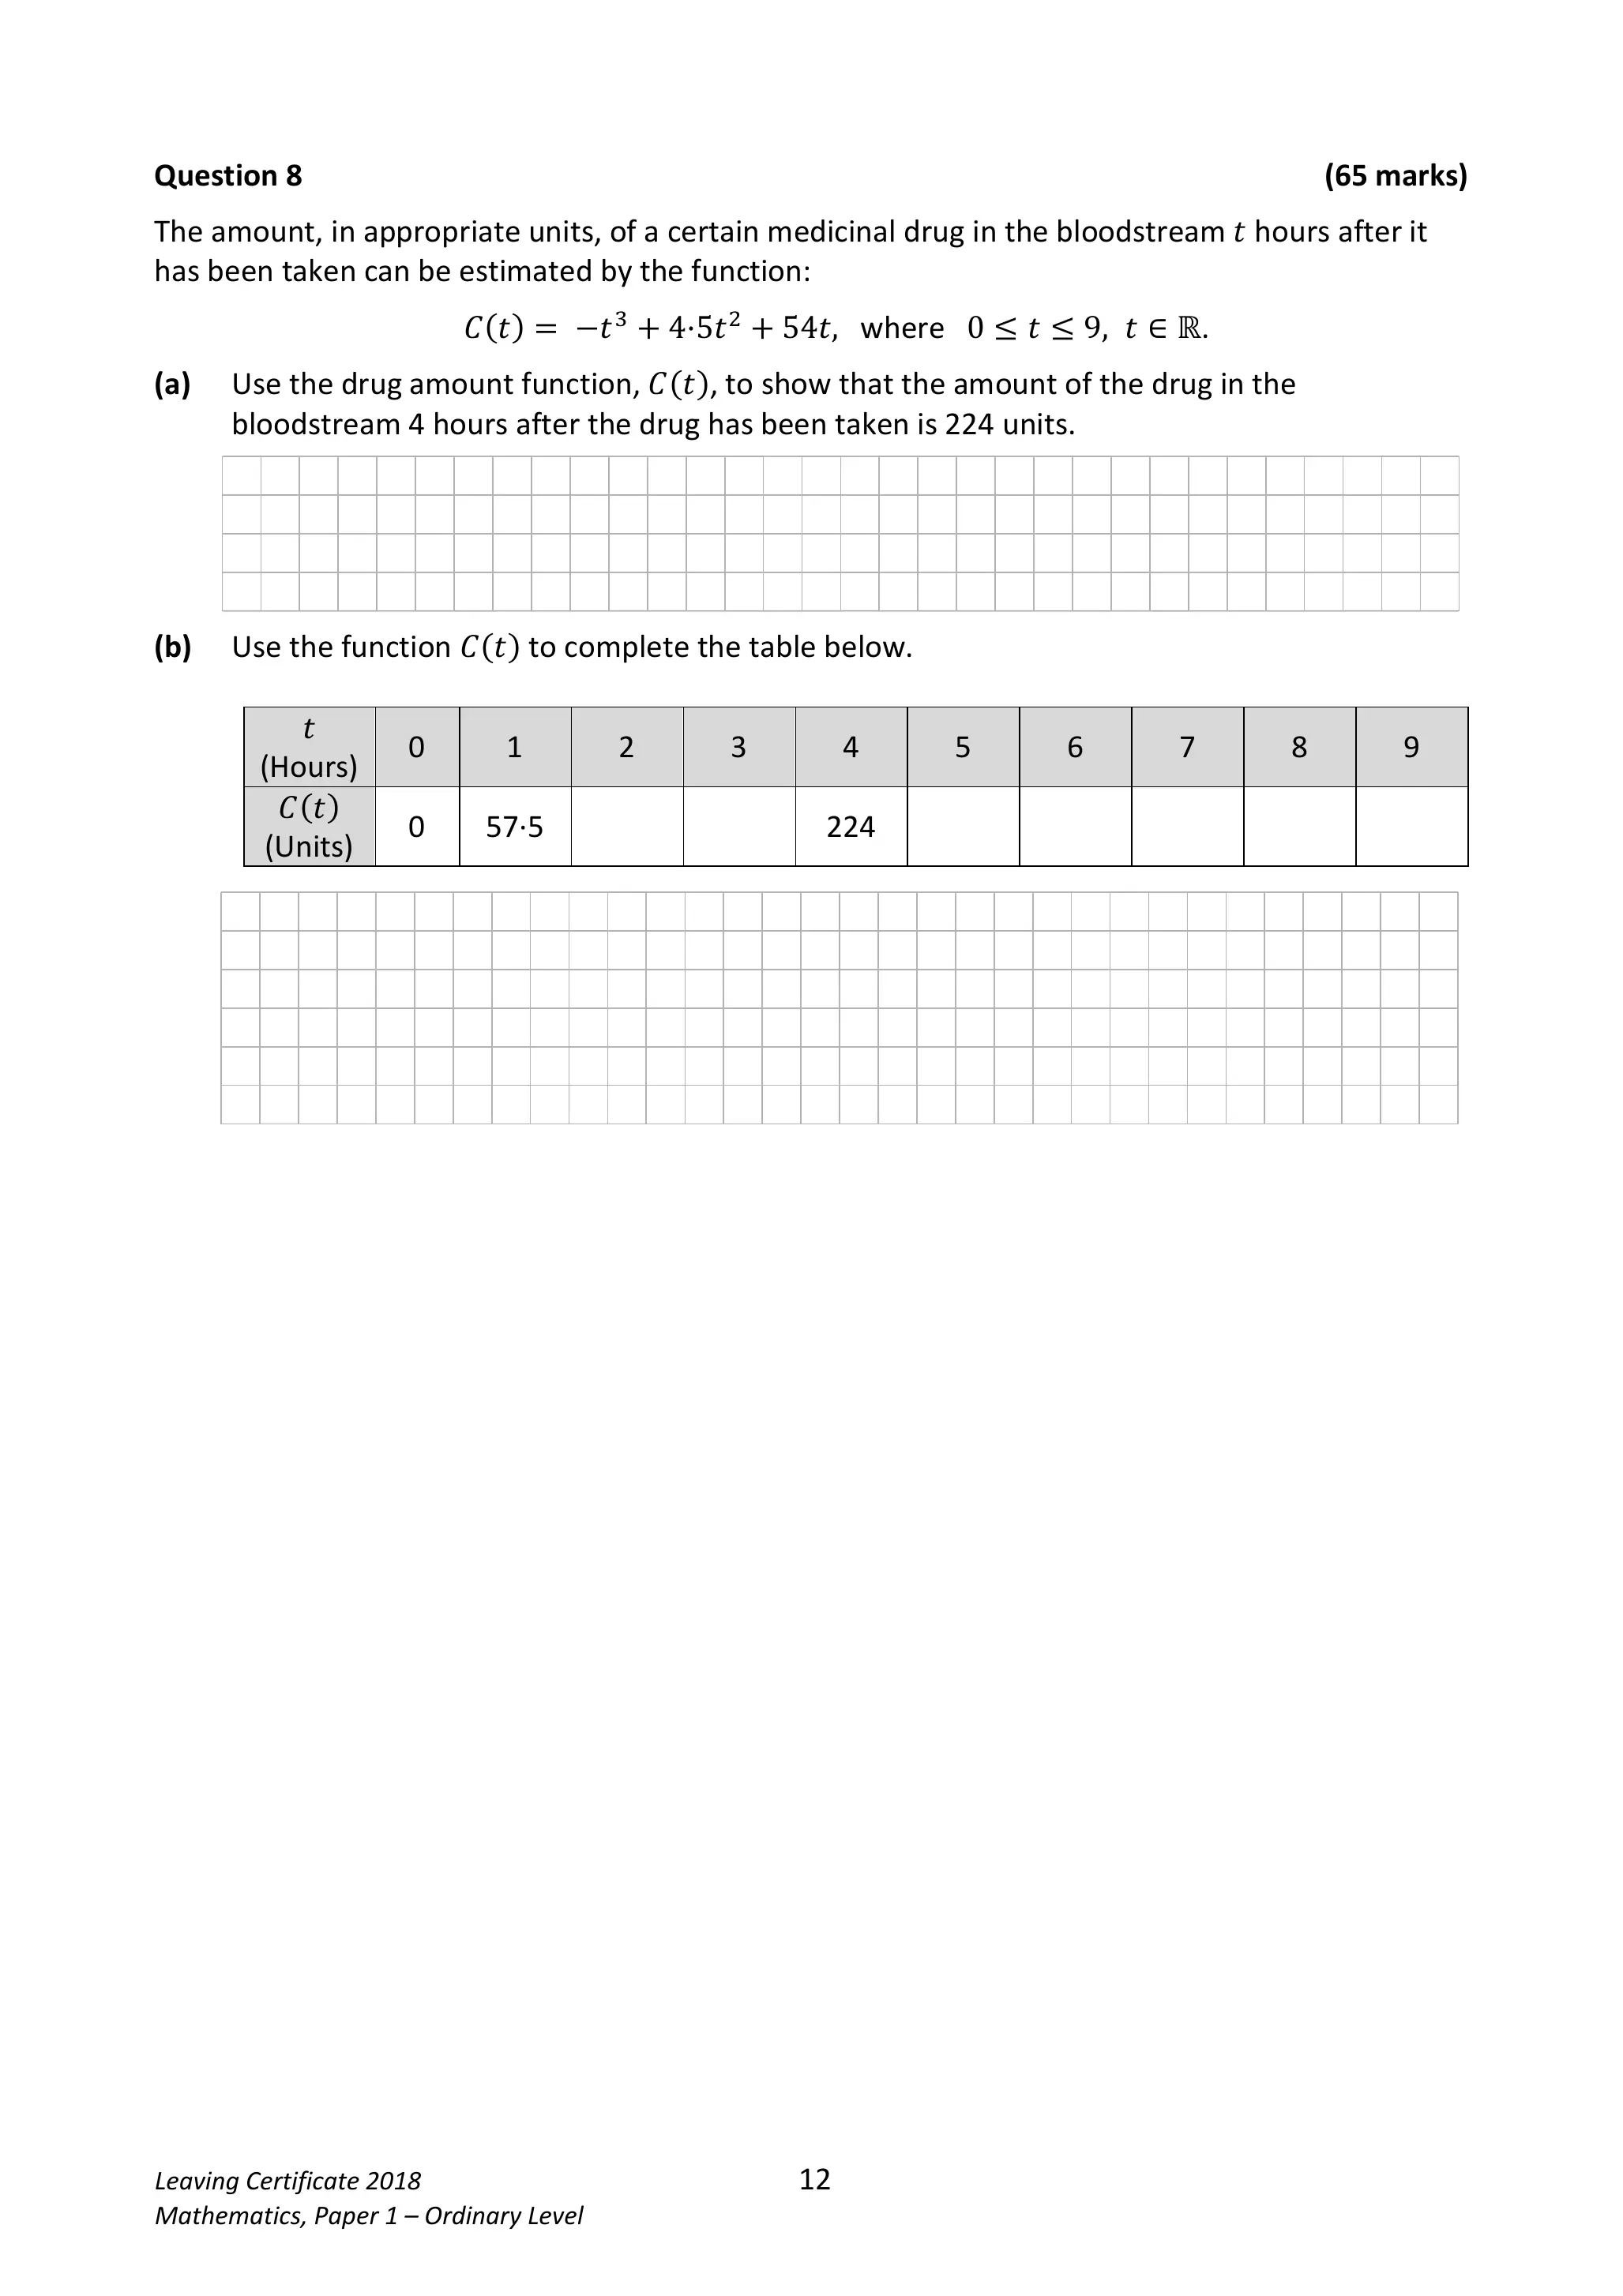 Question 8 (65 marks)
The amount, in appropriate units, of a certain medicinal drug in the bloodstream 𝑡 hours after it
has been taken can be estimated by the function:
𝐶(𝑡) = −𝑡³ + 4·5𝑡² + 54𝑡, where 0 ≤ 𝑡 ≤ 9, 𝑡 ∈ ℝ.
(a) Use the drug amount function, 𝐶(𝑡), to show that the amount of the drug in the
bloodstream 4 hours after the drug has been taken is 224 units.
(b) Use the function 𝐶(𝑡) to complete the table below.
𝑡
(Hours) 0 1 2 3 4 5 6 7 8 9
𝐶(𝑡)
(Units) 0 57·5 224
Leaving Certificate 2018 12
Mathematics, Paper 1 – Ordinary Level